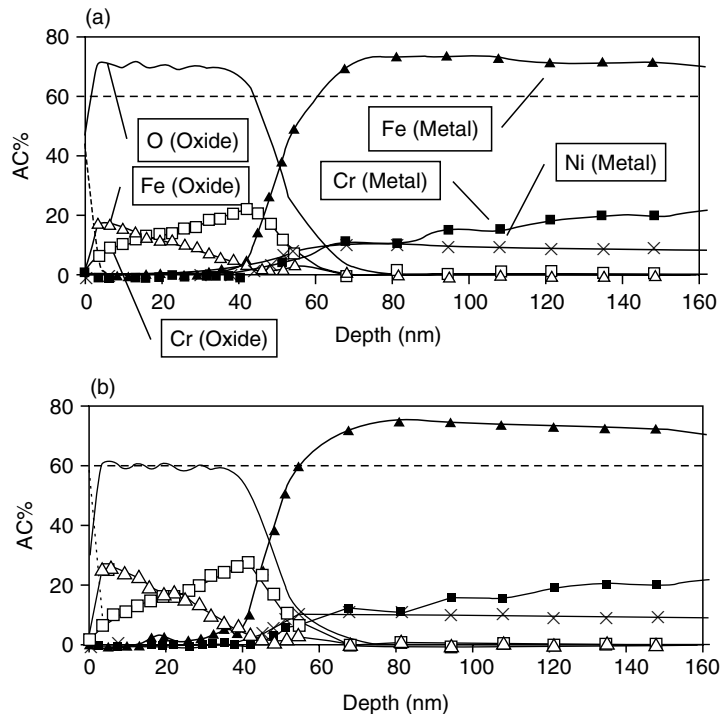 (a)
80
60
40
20
0
AC%
O (Oxide)
Fe (Oxide)
Cr (Oxide)
Fe (Metal)
Ni (Metal)
Cr (Metal)
0 20 40 60 80 100 120 140 160
Depth (nm)
(b)
80
60
40
20
0
AC%
0 20 40 60 80 100 120 140 160
Depth (nm)